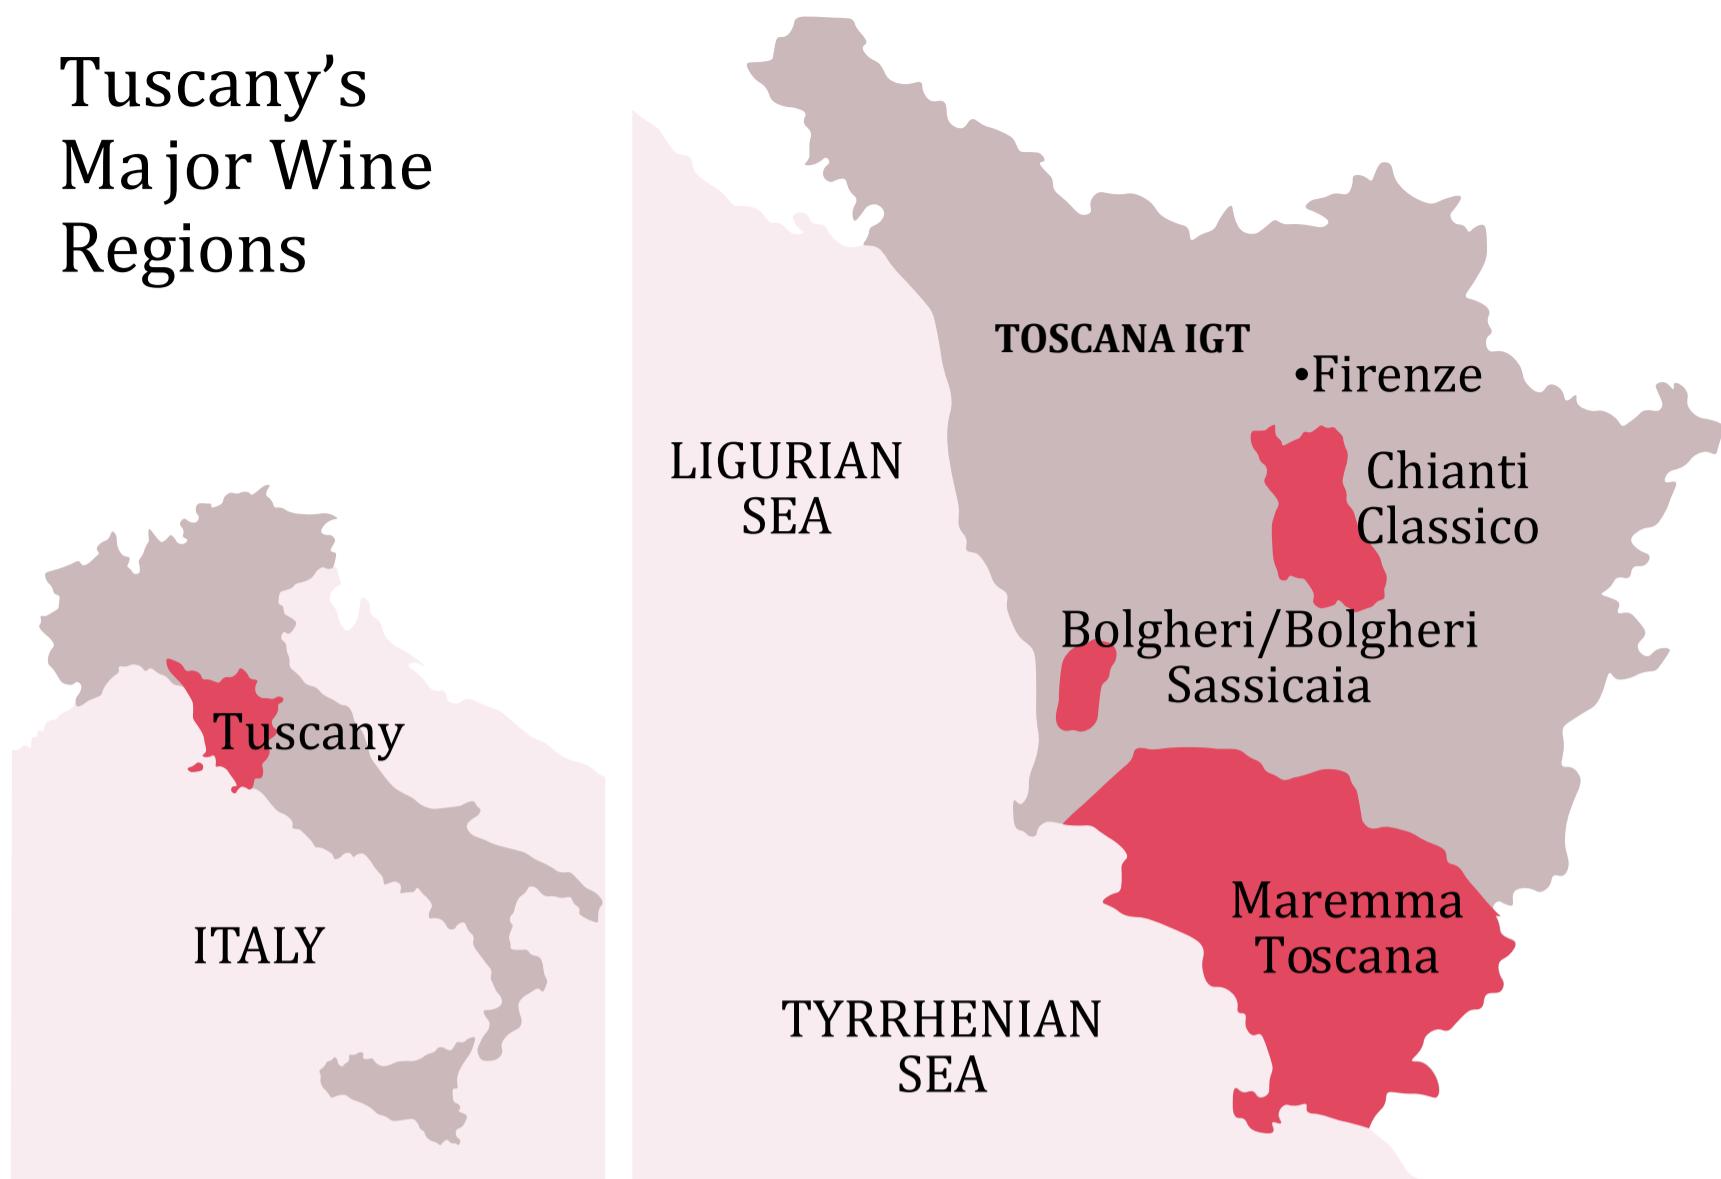 Tuscany’s
Major Wine
Regions
TOSCANA IGT
•Firenze
LIGURIAN
SEA
Chianti
Classico
Bolgheri/Bolgheri
Sassicaia
Tuscany
Maremma
Toscana
ITALY
TYRRHENIAN
SEA